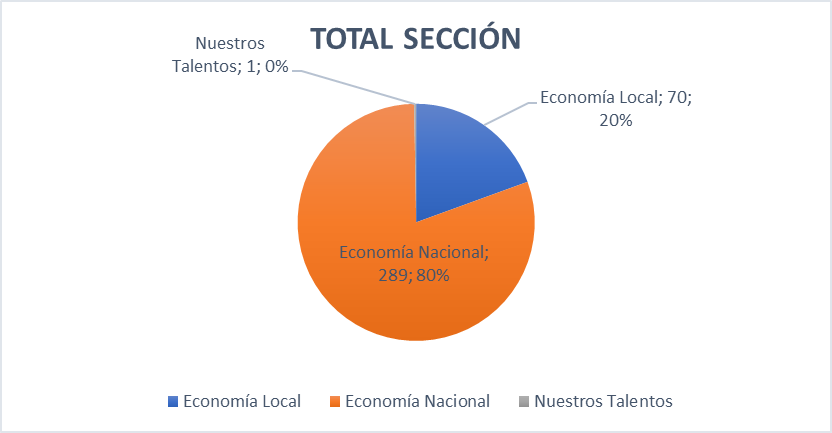 TOTAL SECCIÓN
Nuestros
Talentos; 1; 0%
Economía Local; 70;
20%
Economía Nacional;
289; 80%
Economía Local
Economía Nacional
Nuestros Talentos